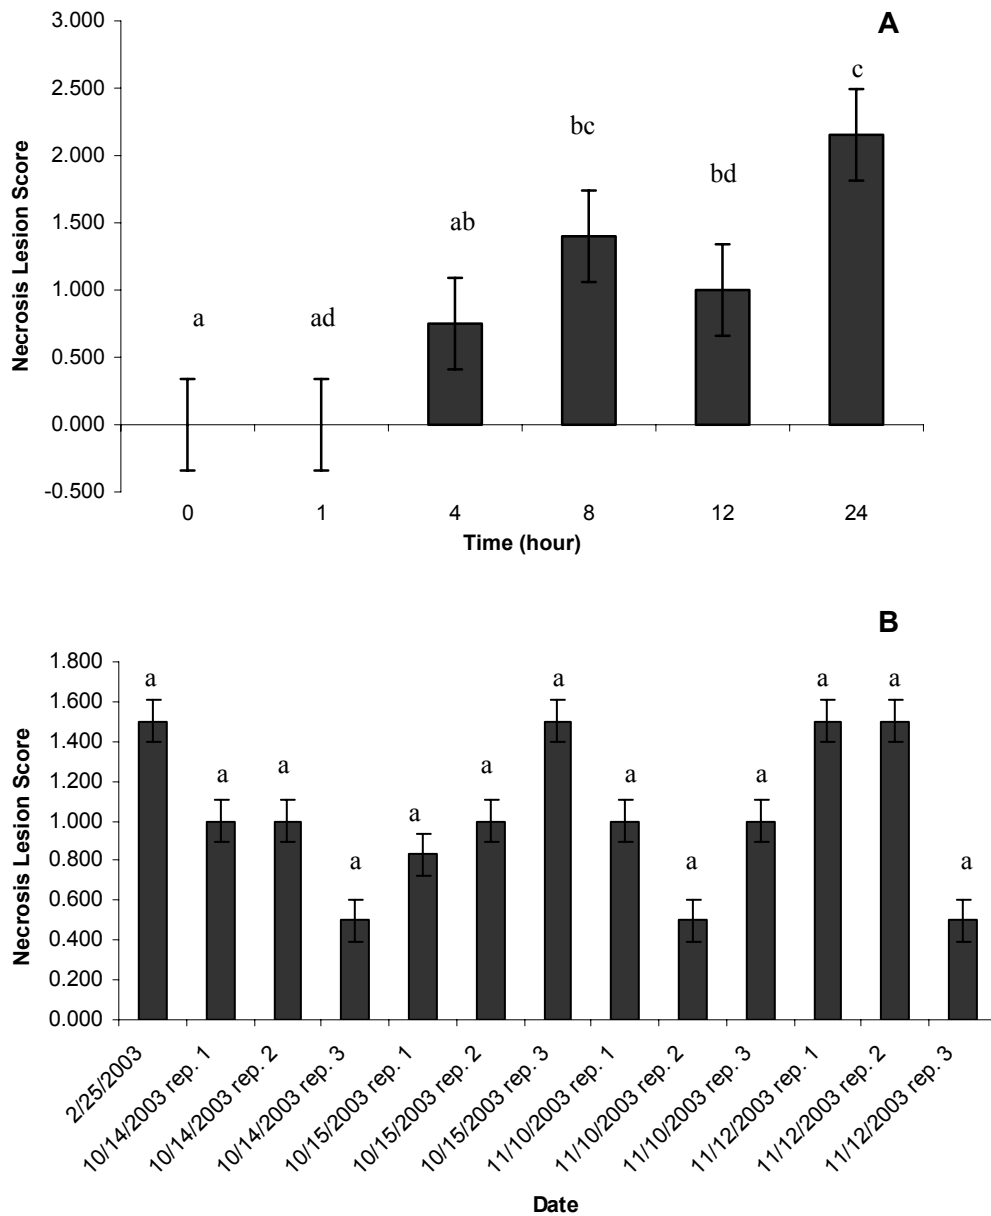 A
Necrosis Lesion Score
3.000
2.500
2.000
1.500
1.000
0.500
0.000
-0.500
a
ad
ab
bc
bd
c
0 1 4 8 12 24
Time (hour)
B
Necrosis Lesion Score
1.800
1.600
1.400
1.200
1.000
0.800
0.600
0.400
0.200
0.000
a
a
a
a
a
a
a
a
a
a
a
a
a
2/25/2003
10/14/2003 rep. 1
10/14/2003 rep. 2
10/14/2003 rep. 3
10/15/2003 rep. 1
10/15/2003 rep. 2
10/15/2003 rep. 3
11/10/2003 rep. 1
11/10/2003 rep. 2
11/10/2003 rep. 3
11/12/2003 rep. 1
11/12/2003 rep. 2
11/12/2003 rep. 3
Date